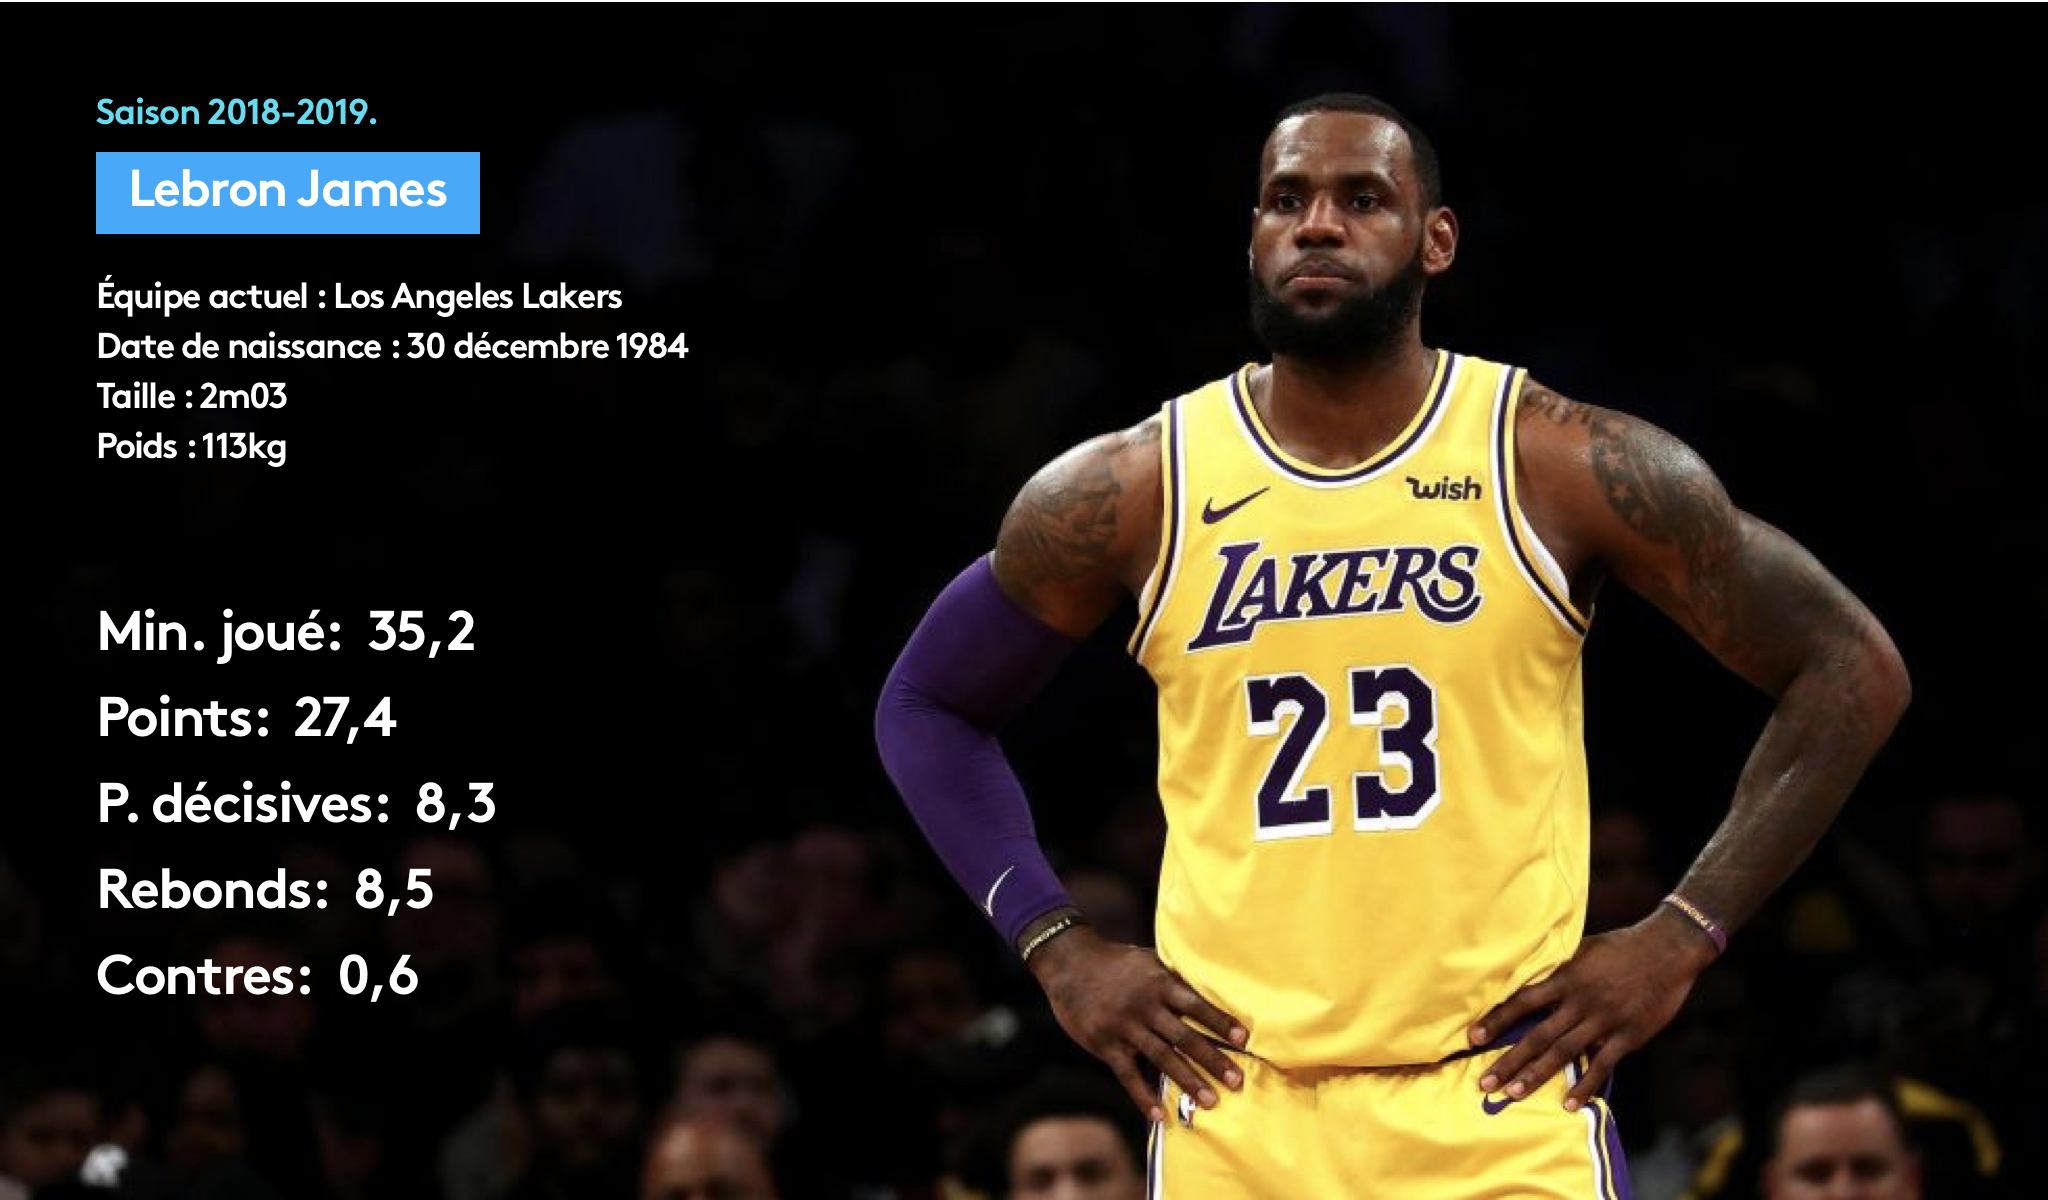 Saison 2018-2019.
Lebron James
Équipe actuel : Los Angeles Lakers
Date de naissance : 30 décembre 1984
Taille : 2m03
Poids : 113kg
Min. joué: 35,2
Points: 27,4
P. décisives: 8,3
Rebonds: 8,5
Contres: 0,6
wish
LAKERS
23